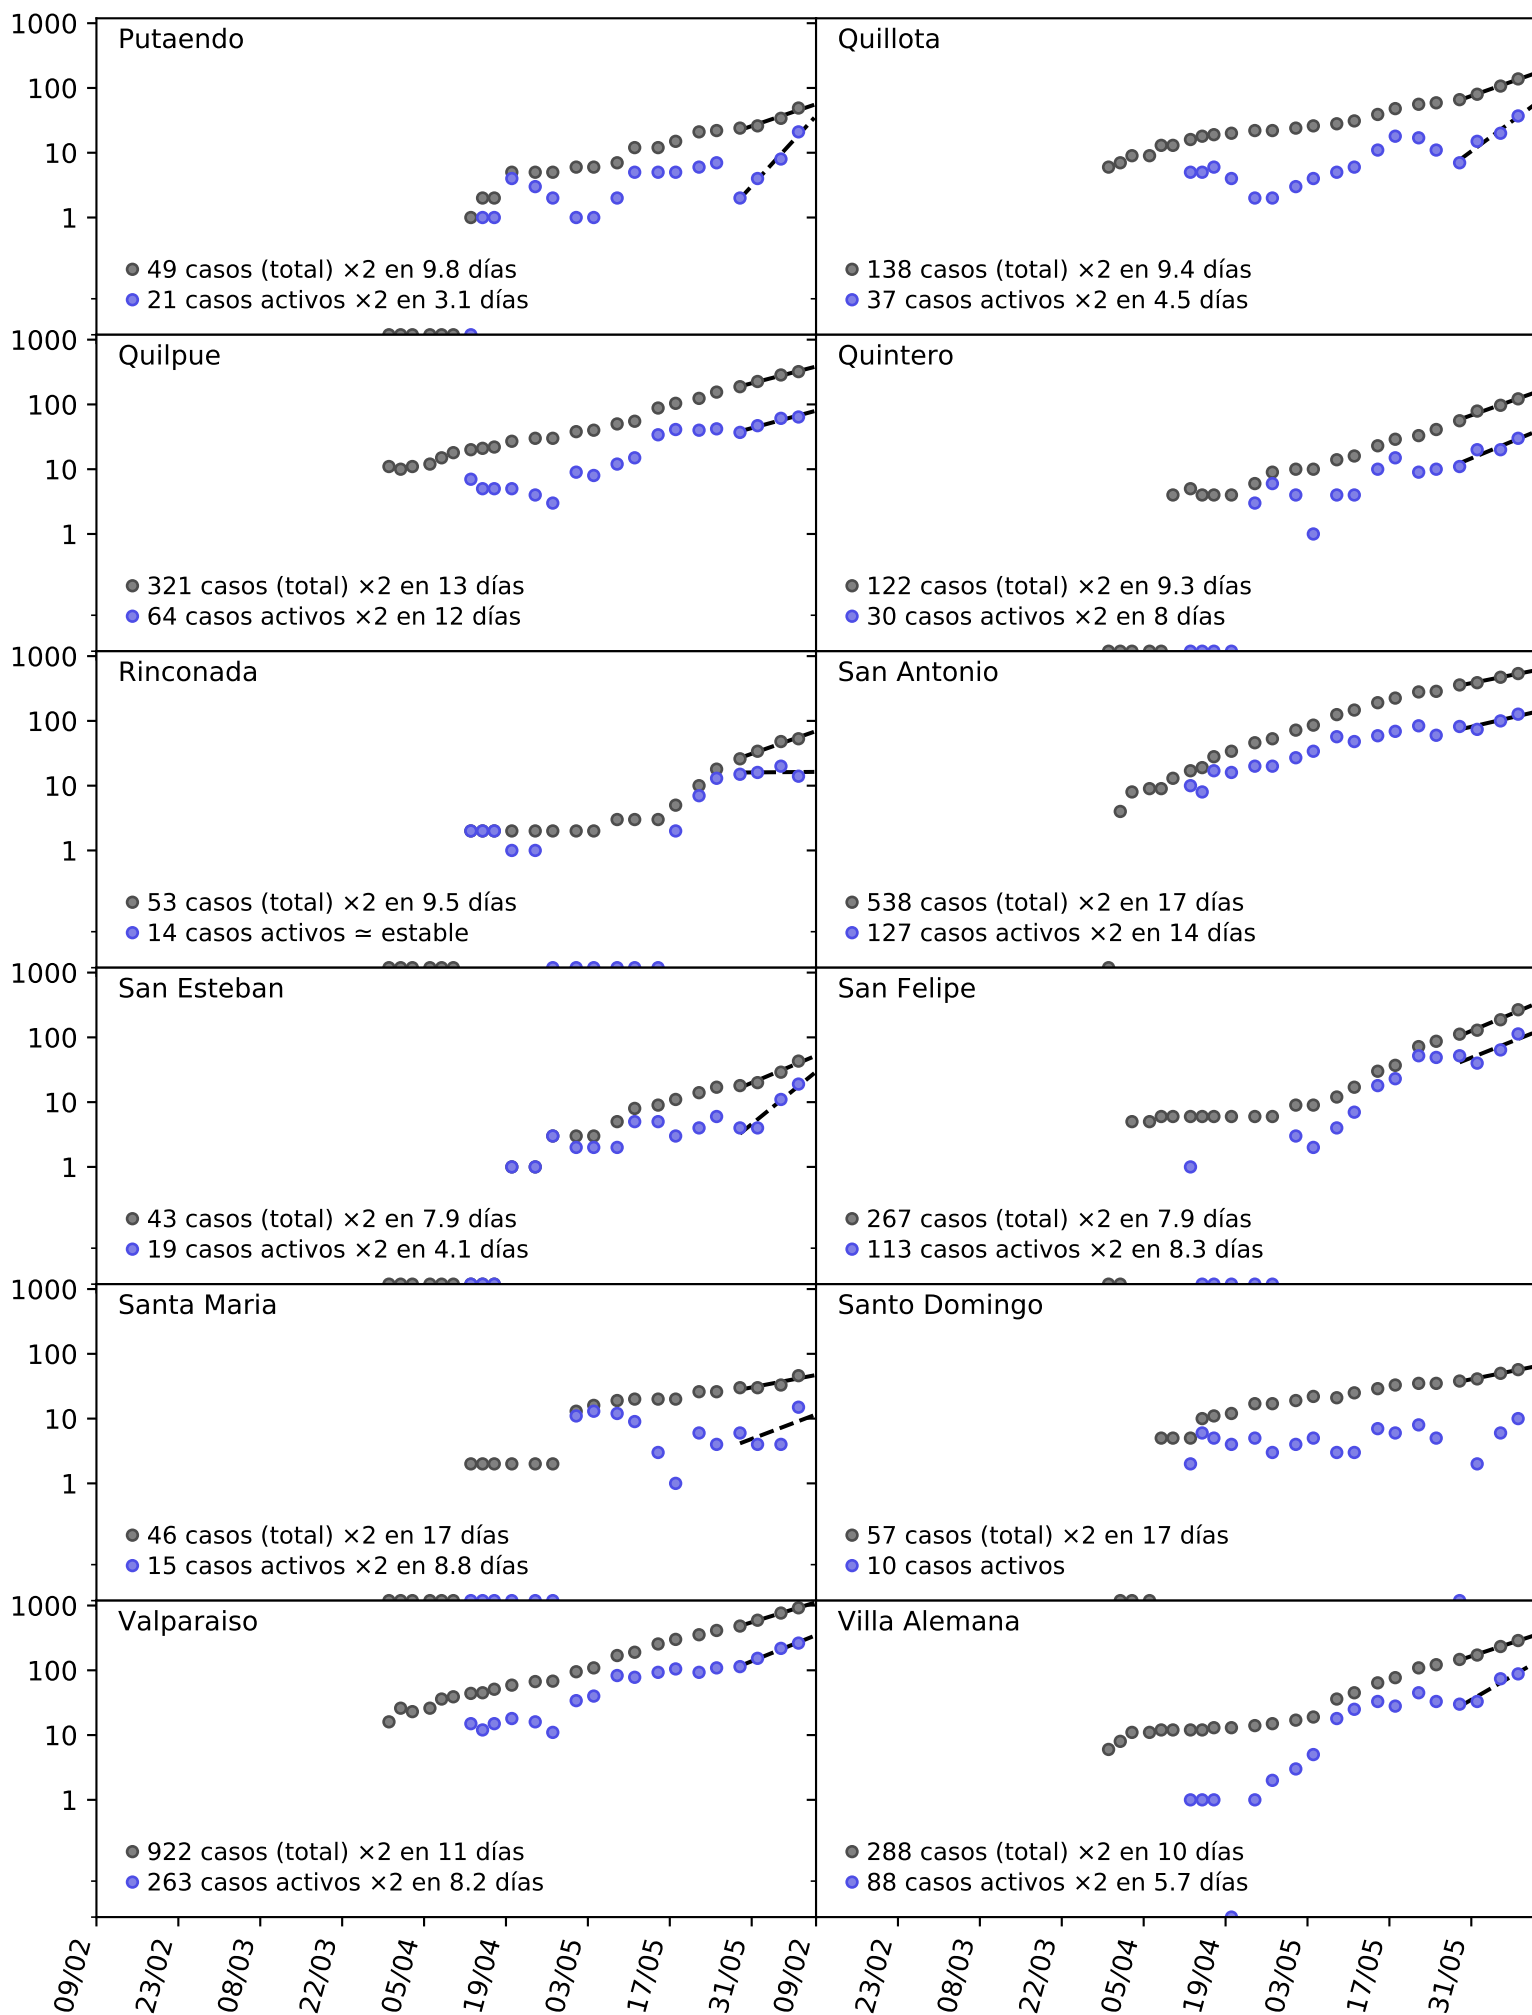 1000
100
10
1
Putaendo
49 casos (total) ×2 en 9.8 días
21 casos activos ×2 en 3.1 días
Quillota
138 casos (total) ×2 en 9.4 días
37 casos activos ×2 en 4.5 días
1000
100
10
1
Quilpue
321 casos (total) ×2 en 13 días
64 casos activos ×2 en 12 días
Quintero
122 casos (total) ×2 en 9.3 días
30 casos activos ×2 en 8 días
1000
100
10
1
Rinconada
53 casos (total) ×2 en 9.5 días
14 casos activos ≃ estable
San Antonio
538 casos (total) ×2 en 17 días
127 casos activos ×2 en 14 días
1000
100
10
1
San Esteban
43 casos (total) ×2 en 7.9 días
19 casos activos ×2 en 4.1 días
San Felipe
267 casos (total) ×2 en 7.9 días
113 casos activos ×2 en 8.3 días
1000
100
10
1
Santa Maria
46 casos (total) ×2 en 17 días
15 casos activos ×2 en 8.8 días
Santo Domingo
57 casos (total) ×2 en 17 días
10 casos activos
1000
100
10
1
Valparaiso
922 casos (total) ×2 en 11 días
263 casos activos ×2 en 8.2 días
Villa Alemana
288 casos (total) ×2 en 10 días
88 casos activos ×2 en 5.7 días
09/02
23/02
08/03
22/03
05/04
19/04
03/05
17/05
31/05
09/02
23/02
08/03
22/03
05/04
19/04
03/05
17/05
31/05